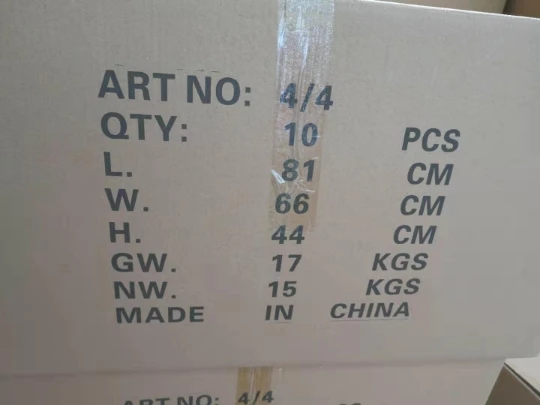 ART NO: 4/4
QTY: 10 PCS
L. 81 CM
W. 66 CM
H. 44 CM
GW. 17 KGS
NW. 15 KGS
MADE IN CHINA
ART NO: 4/4